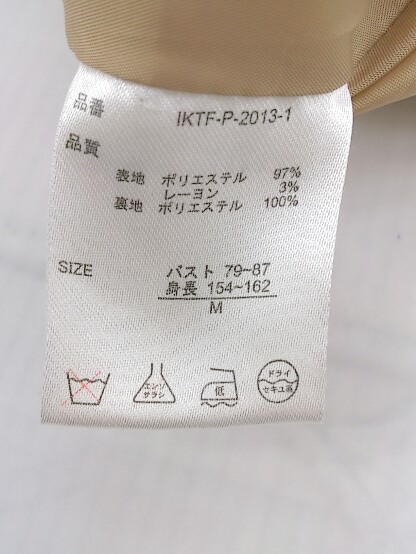 品番 IKTF-P-2013-1
品質
表地 ポリエステル 97%
レーヨン 3%
裏地 ポリエステル 100%
SIZE バスト 79~87
身長 154~162
M
エンソ
サラシ
低
ドライ
セキユ系